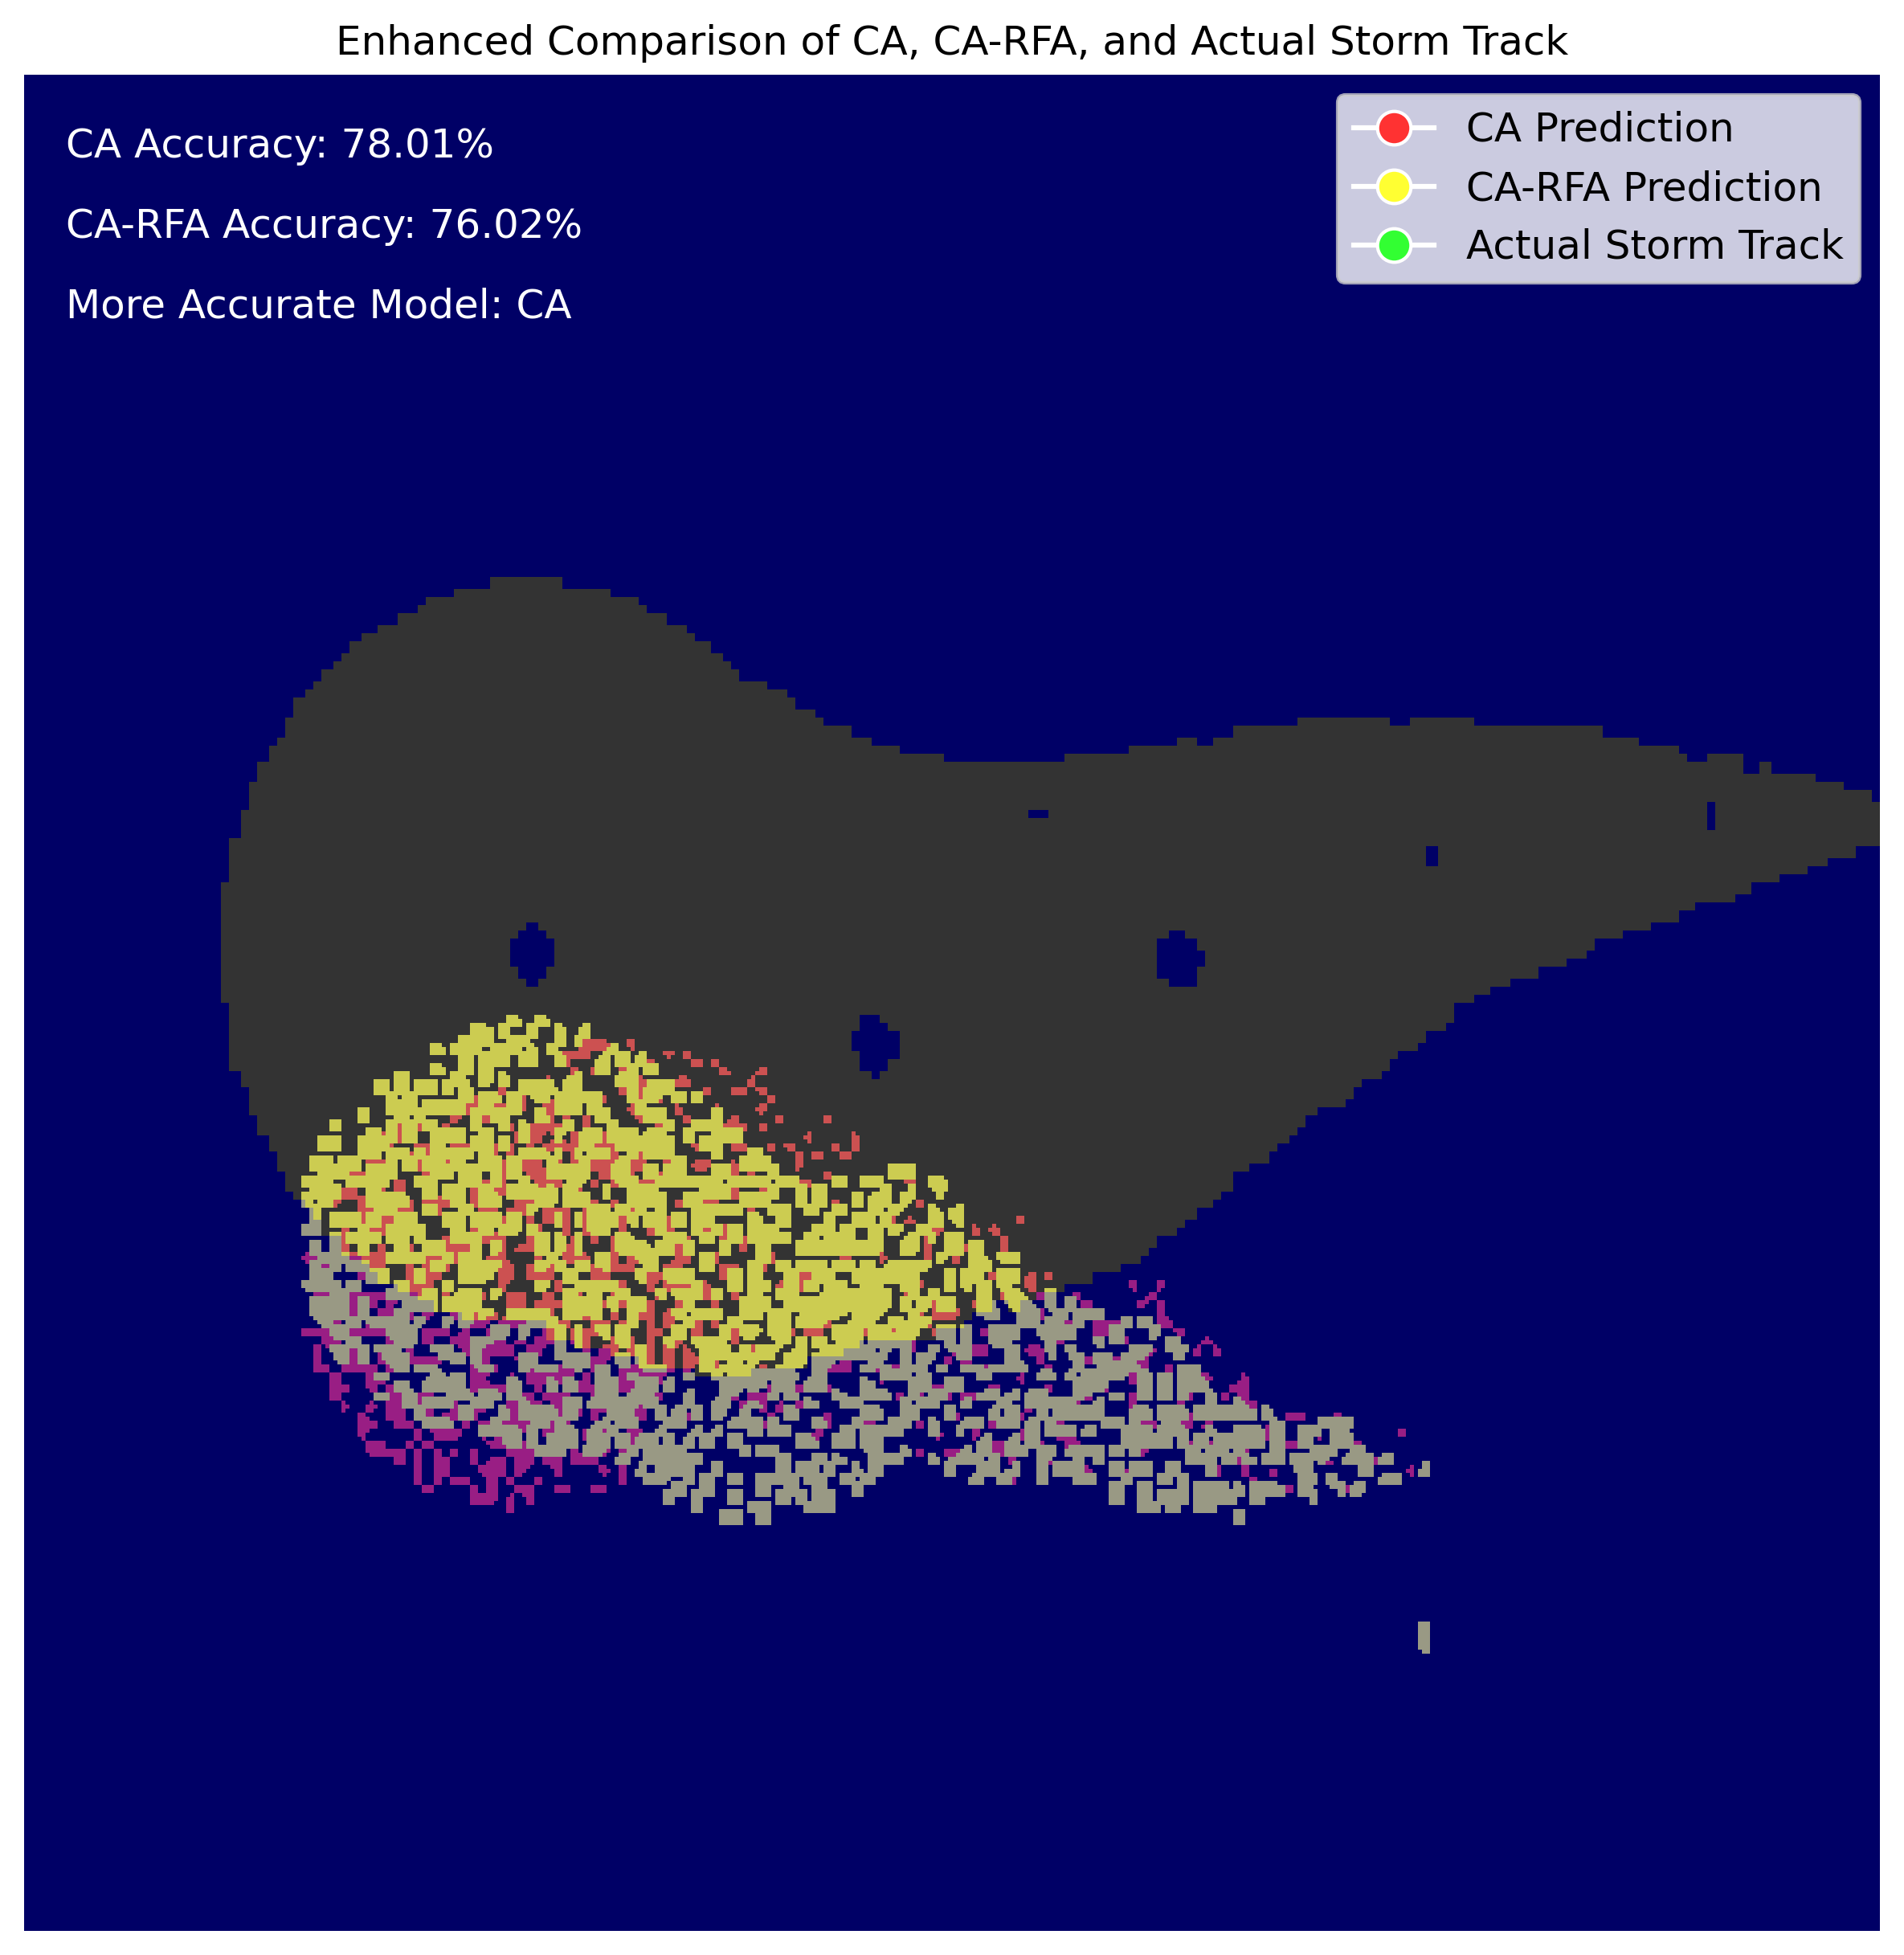 Enhanced Comparison of CA, CA-RFA, and Actual Storm Track
CA Accuracy: 78.01%
CA-RFA Accuracy: 76.02%
More Accurate Model: CA
CA Prediction
CA-RFA Prediction
Actual Storm Track